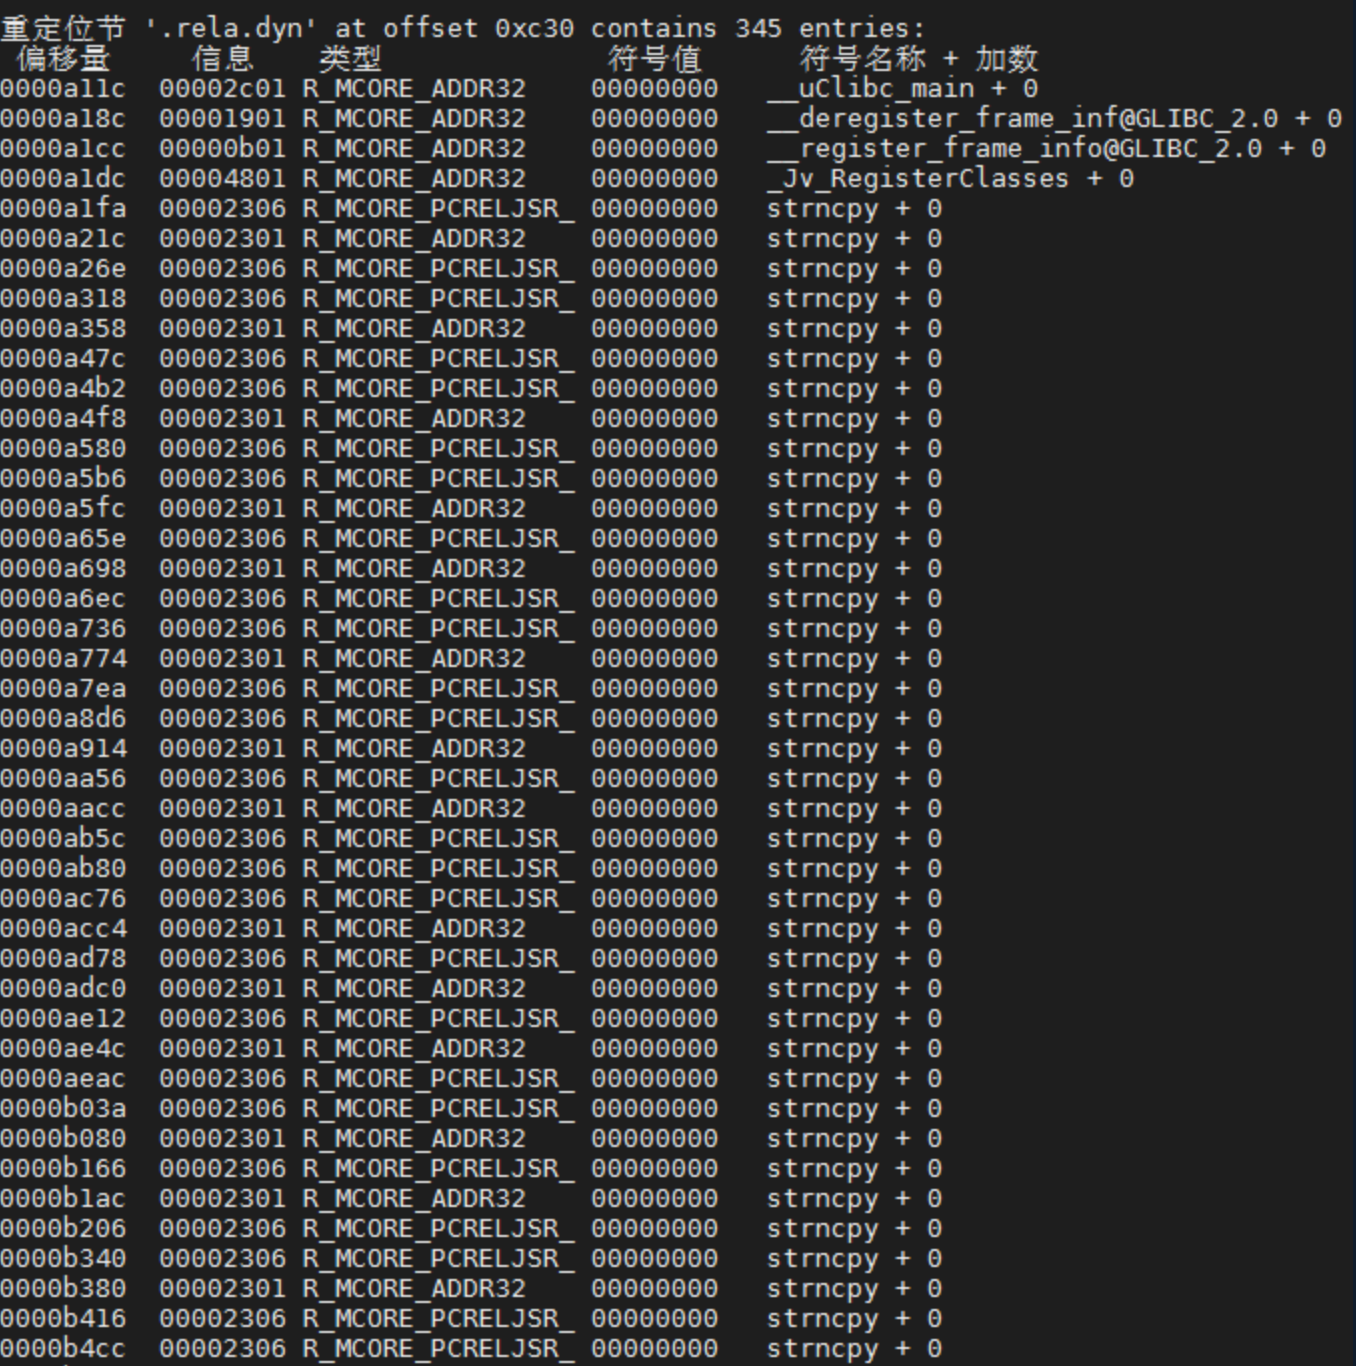 重定位节 '.rela.dyn' at offset 0xc30 contains 345 entries:
 偏移量     信息    类型              符号值      符号名称 + 加数
0000a11c  00002c01 R_MCORE_ADDR32    00000000   __uClibc_main + 0
0000a18c  00001901 R_MCORE_ADDR32    00000000   __deregister_frame_inf@GLIBC_2.0 + 0
0000a1cc  00000b01 R_MCORE_ADDR32    00000000   __register_frame_info@GLIBC_2.0 + 0
0000a1dc  00004801 R_MCORE_ADDR32    00000000   _Jv_RegisterClasses + 0
0000a1fa  00002306 R_MCORE_PCRELJSR_ 00000000   strncpy + 0
0000a21c  00002301 R_MCORE_ADDR32    00000000   strncpy + 0
0000a26e  00002306 R_MCORE_PCRELJSR_ 00000000   strncpy + 0
0000a318  00002306 R_MCORE_PCRELJSR_ 00000000   strncpy + 0
0000a358  00002301 R_MCORE_ADDR32    00000000   strncpy + 0
0000a47c  00002306 R_MCORE_PCRELJSR_ 00000000   strncpy + 0
0000a4b2  00002306 R_MCORE_PCRELJSR_ 00000000   strncpy + 0
0000a4f8  00002301 R_MCORE_ADDR32    00000000   strncpy + 0
0000a580  00002306 R_MCORE_PCRELJSR_ 00000000   strncpy + 0
0000a5b6  00002306 R_MCORE_PCRELJSR_ 00000000   strncpy + 0
0000a5fc  00002301 R_MCORE_ADDR32    00000000   strncpy + 0
0000a65e  00002306 R_MCORE_PCRELJSR_ 00000000   strncpy + 0
0000a698  00002301 R_MCORE_ADDR32    00000000   strncpy + 0
0000a6ec  00002306 R_MCORE_PCRELJSR_ 00000000   strncpy + 0
0000a736  00002306 R_MCORE_PCRELJSR_ 00000000   strncpy + 0
0000a774  00002301 R_MCORE_ADDR32    00000000   strncpy + 0
0000a7ea  00002306 R_MCORE_PCRELJSR_ 00000000   strncpy + 0
0000a8d6  00002306 R_MCORE_PCRELJSR_ 00000000   strncpy + 0
0000a914  00002301 R_MCORE_ADDR32    00000000   strncpy + 0
0000aa56  00002306 R_MCORE_PCRELJSR_ 00000000   strncpy + 0
0000aacc  00002301 R_MCORE_ADDR32    00000000   strncpy + 0
0000ab5c  00002306 R_MCORE_PCRELJSR_ 00000000   strncpy + 0
0000ab80  00002306 R_MCORE_PCRELJSR_ 00000000   strncpy + 0
0000ac76  00002306 R_MCORE_PCRELJSR_ 00000000   strncpy + 0
0000acc4  00002301 R_MCORE_ADDR32    00000000   strncpy + 0
0000ad78  00002306 R_MCORE_PCRELJSR_ 00000000   strncpy + 0
0000adc0  00002301 R_MCORE_ADDR32    00000000   strncpy + 0
0000ae12  00002306 R_MCORE_PCRELJSR_ 00000000   strncpy + 0
0000ae4c  00002301 R_MCORE_ADDR32    00000000   strncpy + 0
0000aeac  00002306 R_MCORE_PCRELJSR_ 00000000   strncpy + 0
0000b03a  00002306 R_MCORE_PCRELJSR_ 00000000   strncpy + 0
0000b080  00002301 R_MCORE_ADDR32    00000000   strncpy + 0
0000b166  00002306 R_MCORE_PCRELJSR_ 00000000   strncpy + 0
0000b1ac  00002301 R_MCORE_ADDR32    00000000   strncpy + 0
0000b206  00002306 R_MCORE_PCRELJSR_ 00000000   strncpy + 0
0000b340  00002306 R_MCORE_PCRELJSR_ 00000000   strncpy + 0
0000b380  00002301 R_MCORE_ADDR32    00000000   strncpy + 0
0000b416  00002306 R_MCORE_PCRELJSR_ 00000000   strncpy + 0
0000b4cc  00002306 R_MCORE_PCRELJSR_ 00000000   strncpy + 0